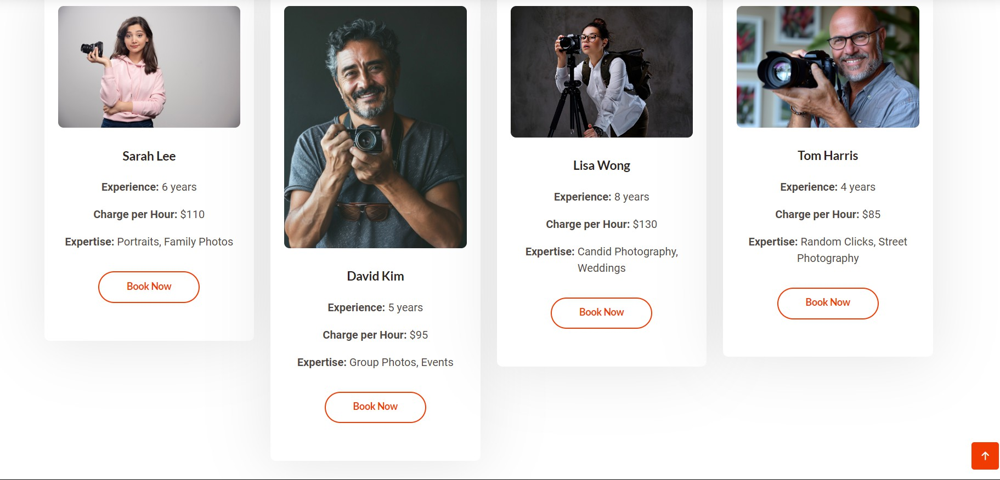 Sarah Lee
Experience: 6 years
Charge per Hour: $110
Expertise: Portraits, Family Photos
Book Now
David Kim
Experience: 5 years
Charge per Hour: $95
Expertise: Group Photos, Events
Book Now
Lisa Wong
Experience: 8 years
Charge per Hour: $130
Expertise: Candid Photography,
Weddings
Book Now
Tom Harris
Experience: 4 years
Charge per Hour: $85
Expertise: Random Clicks, Street
Photography
Book Now